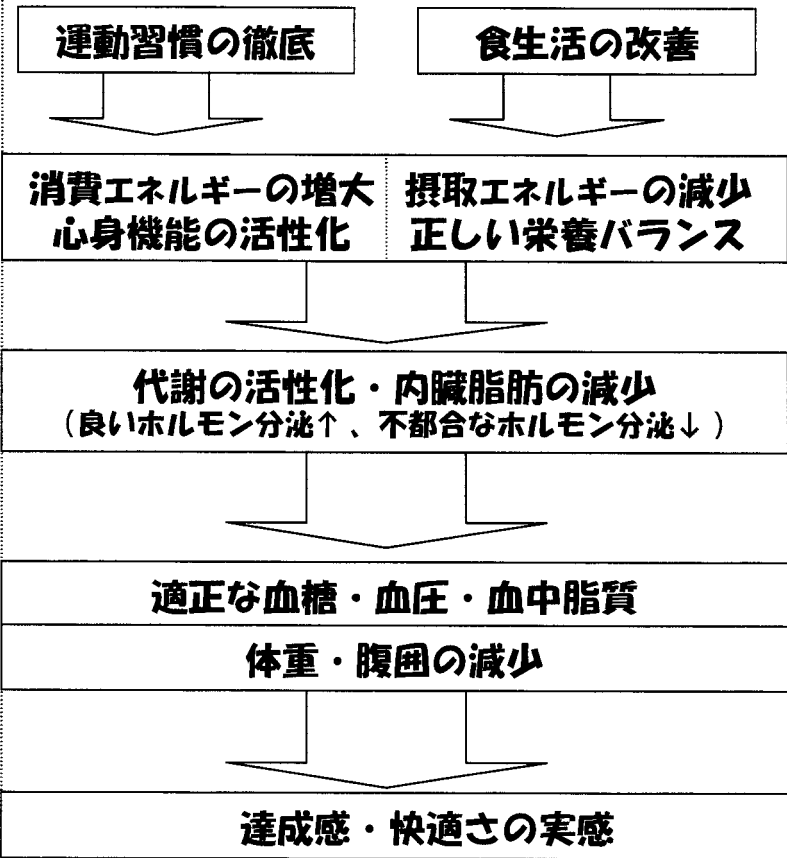 運動習慣の徹底
食生活の改善
消費エネルギーの増大
心身機能の活性化
摂取エネルギーの減少
正しい栄養バランス
代謝の活性化・内臓脂肪の減少
（良いホルモン分泌↑、不都合なホルモン分泌↓）
適正な血糖・血圧・血中脂質
体重・腹囲の減少
達成感・快適さの実感